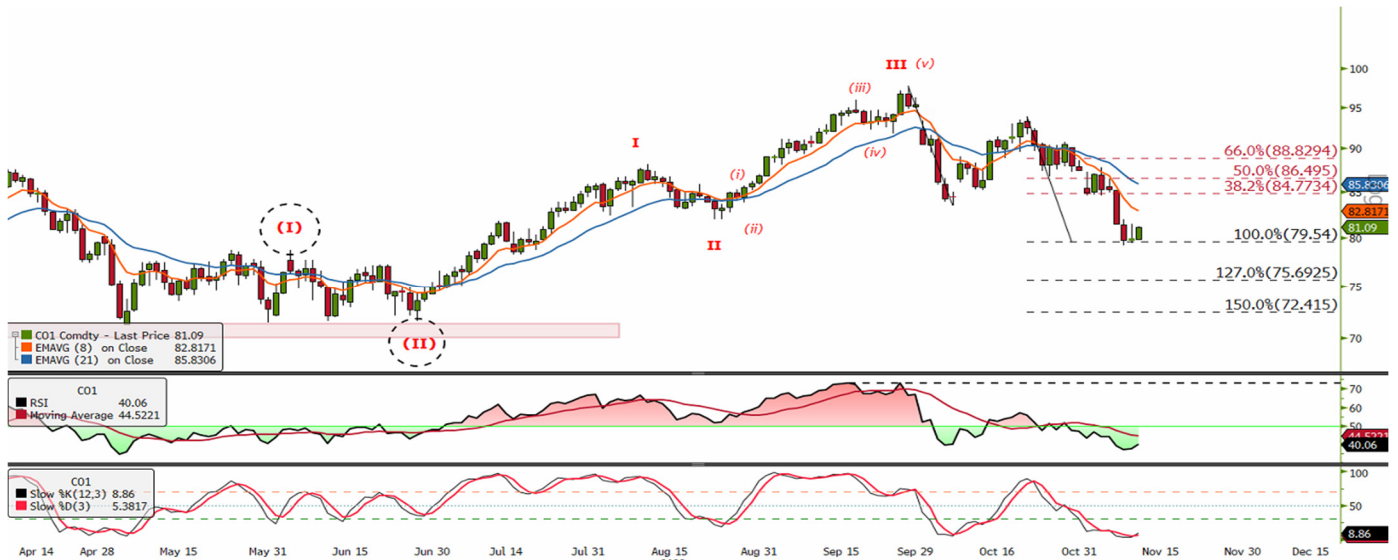 III (v)
(iii)
100
95
I
(iv)
90
66.0%(88.8294)
(i)
50.0%(86.495)
38.2%(84.7734)
85.8306
(I)
(ii)
II
82.8171
81.09
100.0%(79.54)
80
127.0%(75.6925)
75
150.0%(72.415)
70
CO1 Comdty - Last Price 81.09
EMAVG (8) on Close 82.8171
EMAVG (21) on Close 85.8306
(II)
CO1
RSI 40.06
Moving Average 44.5221
70
60
50
44.5221
40.06
CO1
Slow %K(12,3) 8.86
Slow %D(3) 5.3817
100
50
8.86
Apr 14 Apr 28 May 15 May 31 Jun 15 Jun 30 Jul 14 Jul 31 Aug 15 Aug 31 Sep 15 Sep 29 Oct 16 Oct 31 Nov 15 Nov 30 Dec 15